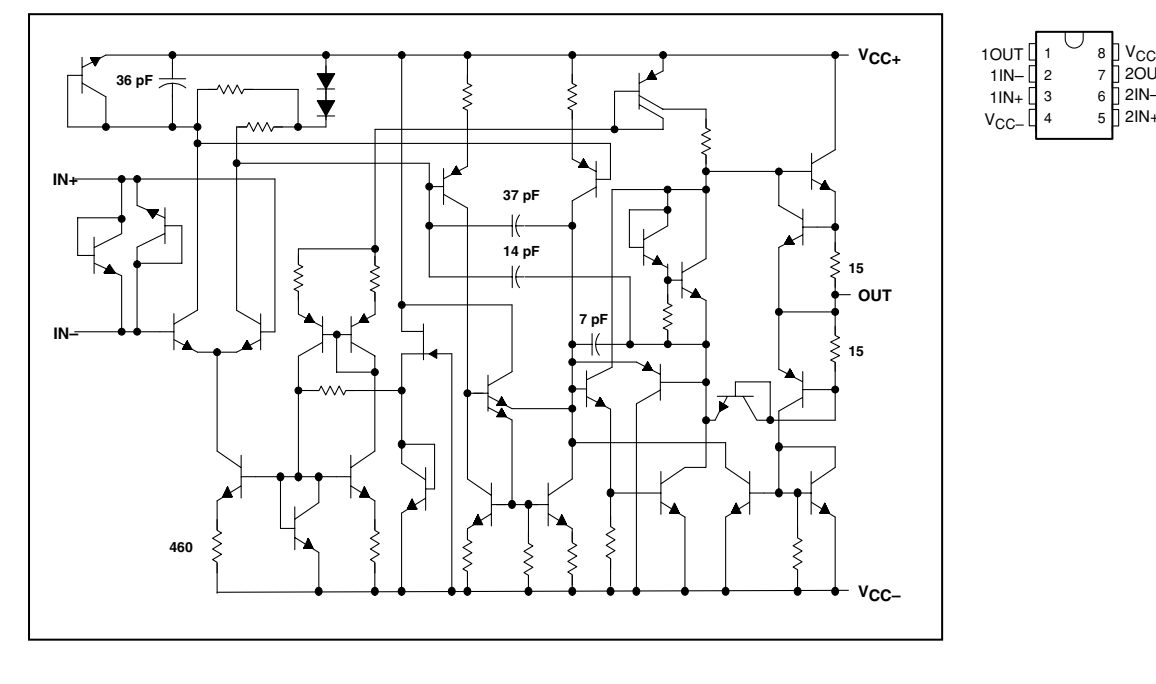 VCC+
36 pF
IN+
37 pF
14 pF
15
OUT
IN–
7 pF
15
460
VCC–
1OUT 1 8 VCC
1IN– 2 7 2OU
1IN+ 3 6 2IN–
VCC– 4 5 2IN+